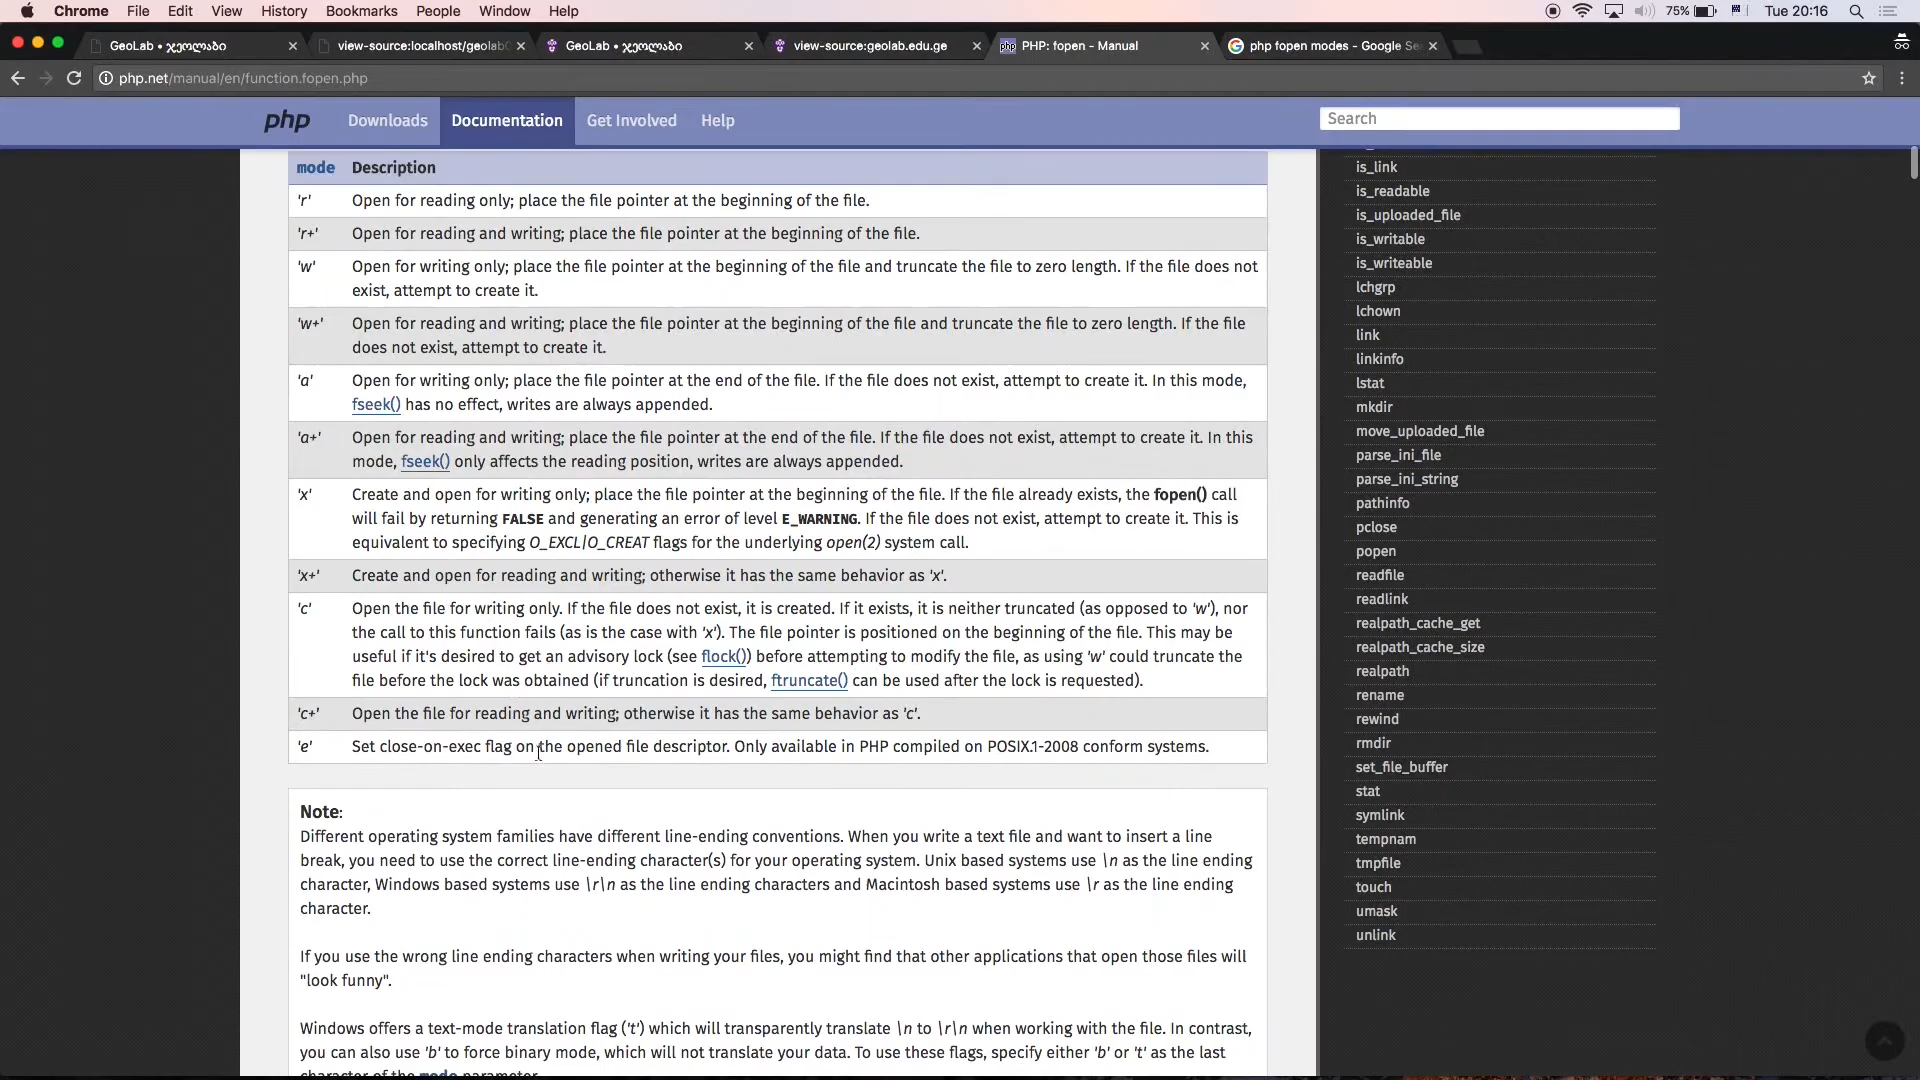 Chrome File Edit View History Bookmarks People Window Help 75% Tue 20:16
GeoLab • ჯეოლაბი
view-source:localhost/geolab
GeoLab • ჯეოლაბი
view-source:geolab.edu.ge
PHP: fopen - Manual
php fopen modes - Google Se
php.net/manual/en/function.fopen.php
php Downloads Documentation Get Involved Help Search
mode Description
'r' Open for reading only; place the file pointer at the beginning of the file.
'r+' Open for reading and writing; place the file pointer at the beginning of the file.
'w' Open for writing only; place the file pointer at the beginning of the file and truncate the file to zero length. If the file does not
exist, attempt to create it.
'w+' Open for reading and writing; place the file pointer at the beginning of the file and truncate the file to zero length. If the file
does not exist, attempt to create it.
'a' Open for writing only; place the file pointer at the end of the file. If the file does not exist, attempt to create it. In this mode,
fseek() has no effect, writes are always appended.
'a+' Open for reading and writing; place the file pointer at the end of the file. If the file does not exist, attempt to create it. In this
mode, fseek() only affects the reading position, writes are always appended.
'x' Create and open for writing only; place the file pointer at the beginning of the file. If the file already exists, the fopen() call
will fail by returning FALSE and generating an error of level E_WARNING. If the file does not exist, attempt to create it. This is
equivalent to specifying O_EXCL|O_CREAT flags for the underlying open(2) system call.
'x+' Create and open for reading and writing; otherwise it has the same behavior as 'x'.
'c' Open the file for writing only. If the file does not exist, it is created. If it exists, it is neither truncated (as opposed to 'w'), nor
the call to this function fails (as is the case with 'x'). The file pointer is positioned on the beginning of the file. This may be
useful if it's desired to get an advisory lock (see flock()) before attempting to modify the file, as using 'w' could truncate the
file before the lock was obtained (if truncation is desired, ftruncate() can be used after the lock is requested).
'c+' Open the file for reading and writing; otherwise it has the same behavior as 'c'.
'e' Set close-on-exec flag on the opened file descriptor. Only available in PHP compiled on POSIX.1-2008 conform systems.
Note:
Different operating system families have different line-ending conventions. When you write a text file and want to insert a line
break, you need to use the correct line-ending character(s) for your operating system. Unix based systems use \n as the line ending
character, Windows based systems use \r\n as the line ending characters and Macintosh based systems use \r as the line ending
character.
If you use the wrong line ending characters when writing your files, you might find that other applications that open those files will
"look funny".
Windows offers a text-mode translation flag ('t') which will transparently translate \n to \r\n when working with the file. In contrast,
you can also use 'b' to force binary mode, which will not translate your data. To use these flags, specify either 'b' or 't' as the last
character of the mode parameter.
is_link
is_readable
is_uploaded_file
is_writable
is_writeable
lchgrp
lchown
link
linkinfo
lstat
mkdir
move_uploaded_file
parse_ini_file
parse_ini_string
pathinfo
pclose
popen
readfile
readlink
realpath_cache_get
realpath_cache_size
realpath
rename
rewind
rmdir
set_file_buffer
stat
symlink
tempnam
tmpfile
touch
umask
unlink